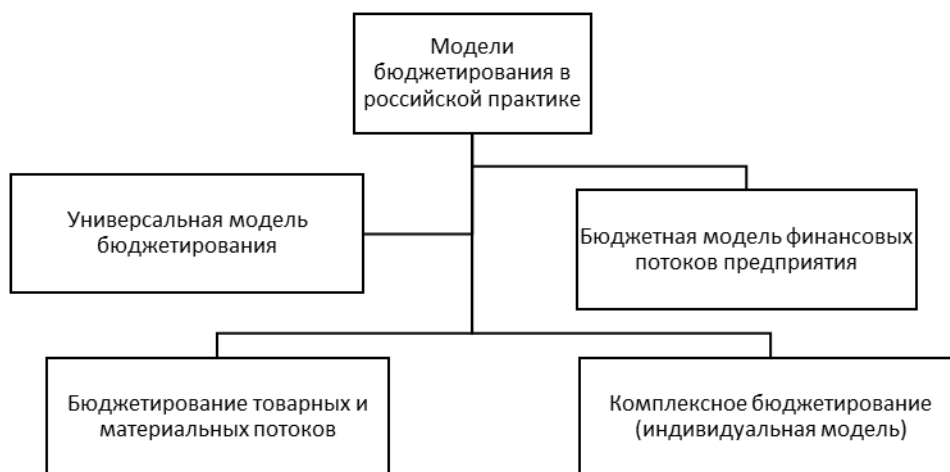 Модели
бюджетирования в
российской практике
Универсальная модель
бюджетирования
Бюджетная модель финансовых
потоков предприятия
Бюджетирование товарных и
материальных потоков
Комплексное бюджетирование
(индивидуальная модель)